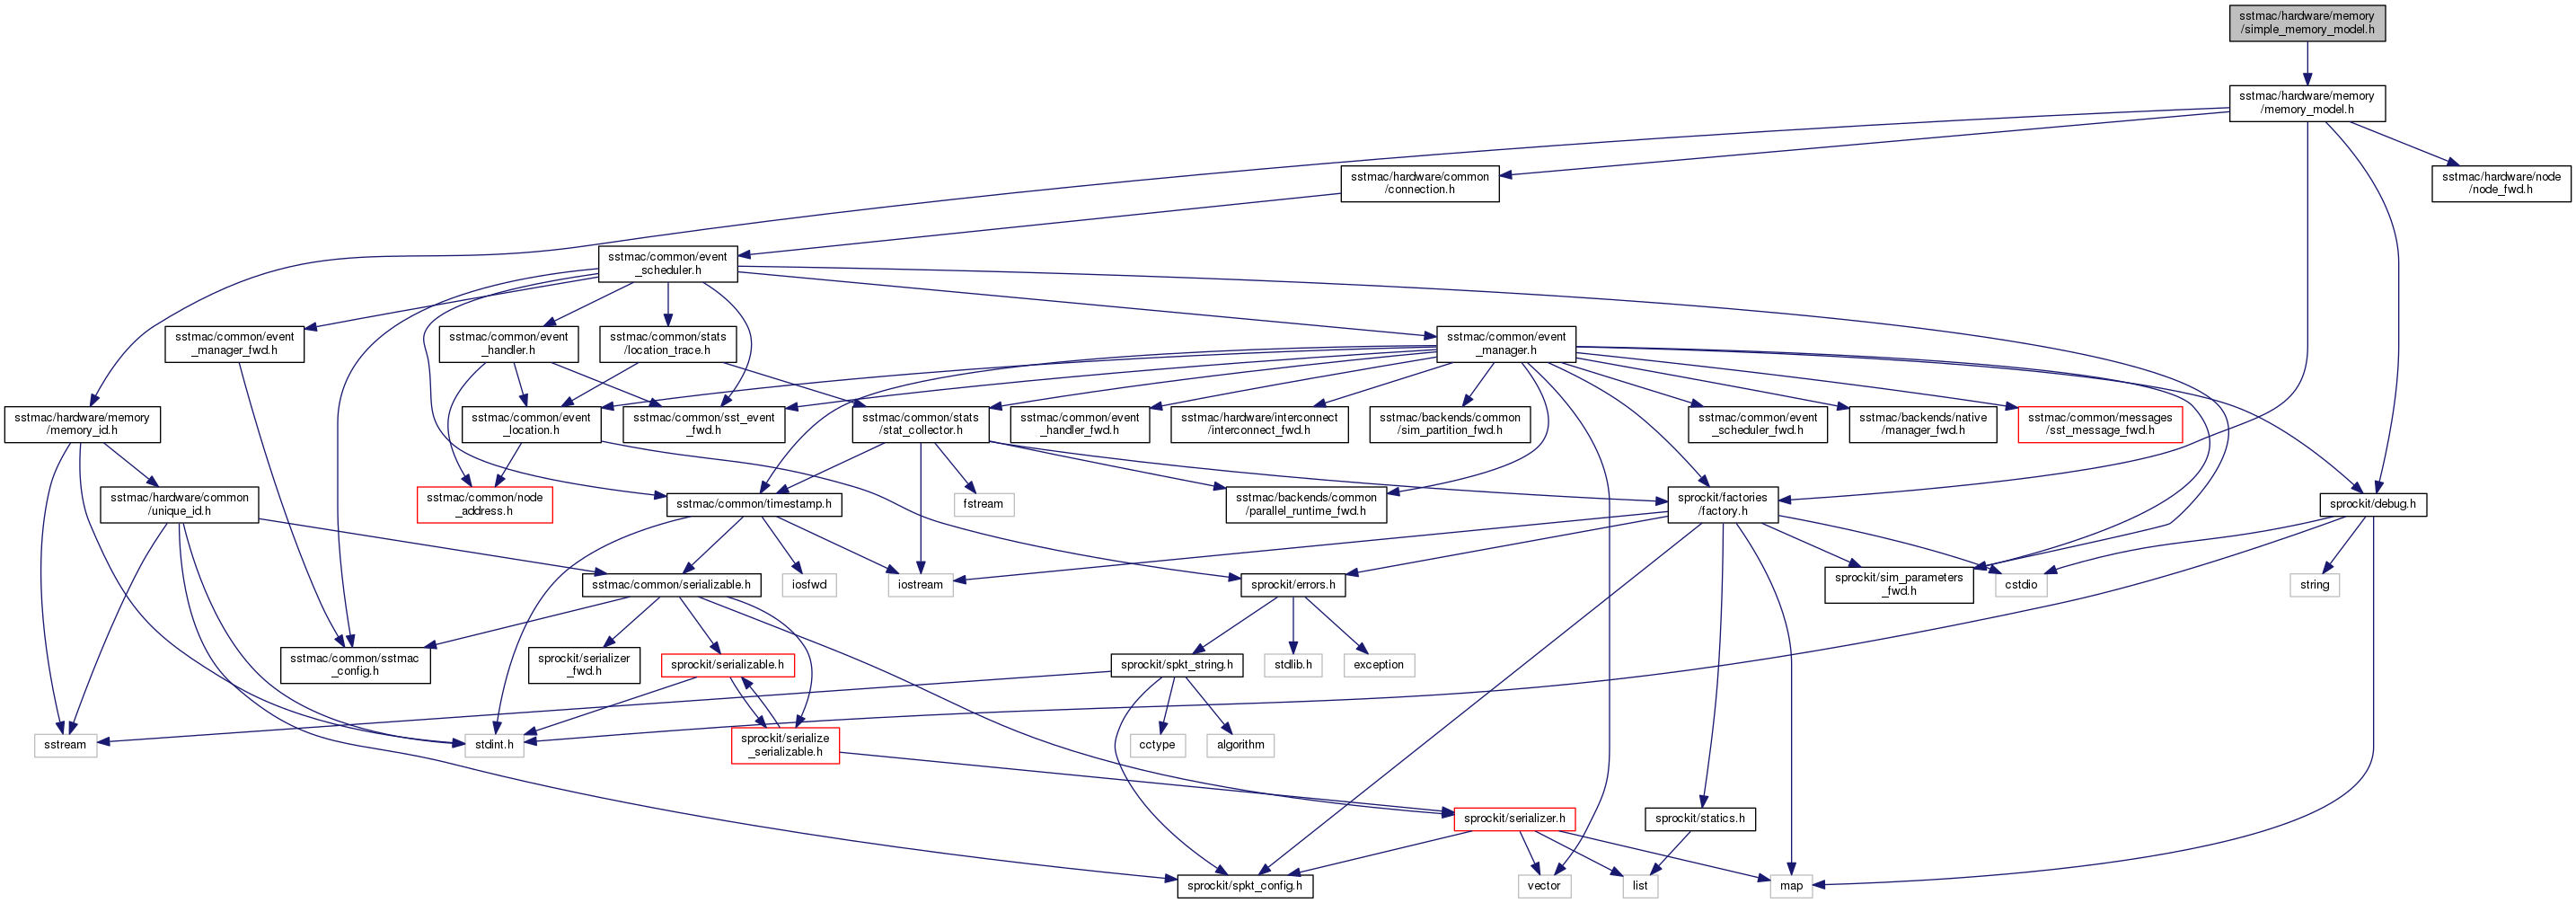 sstmac/hardware/memory
/simple_memory_model.h
sstmac/hardware/memory
/memory_model.h
sstmac/hardware/common
/connection.h
sstmac/hardware/node
/node_fwd.h
sstmac/common/event
_scheduler.h
sstmac/common/event
_manager_fwd.h
sstmac/common/event
_handler.h
sstmac/common/stats
/location_trace.h
sstmac/common/event
_manager.h
sstmac/hardware/memory
/memory_id.h
sstmac/common/event
_location.h
sstmac/common/sst_event
_fwd.h
sstmac/common/stats
/stat_collector.h
sstmac/common/event
_handler_fwd.h
sstmac/hardware/interconnect
/interconnect_fwd.h
sstmac/backends/common
/sim_partition_fwd.h
sstmac/common/event
_scheduler_fwd.h
sstmac/backends/native
/manager_fwd.h
sstmac/common/messages
/sst_message_fwd.h
sstmac/hardware/common
/unique_id.h
sstmac/common/node
_address.h
sstmac/common/timestamp.h
fstream
sstmac/backends/common
/parallel_runtime_fwd.h
sprockit/factories
/factory.h
sprockit/debug.h
sstmac/common/serializable.h
iosfwd
iostream
sprockit/errors.h
sprockit/sim_parameters
_fwd.h
cstdio
string
sstmac/common/sstmac
_config.h
sprockit/serializer
_fwd.h
sprockit/serializable.h
sprockit/spkt_string.h
stdlib.h
exception
sstream
stdint.h
sprockit/serialize
_serializable.h
cctype
algorithm
sprockit/serializer.h
sprockit/statics.h
sprockit/spkt_config.h
vector
list
map